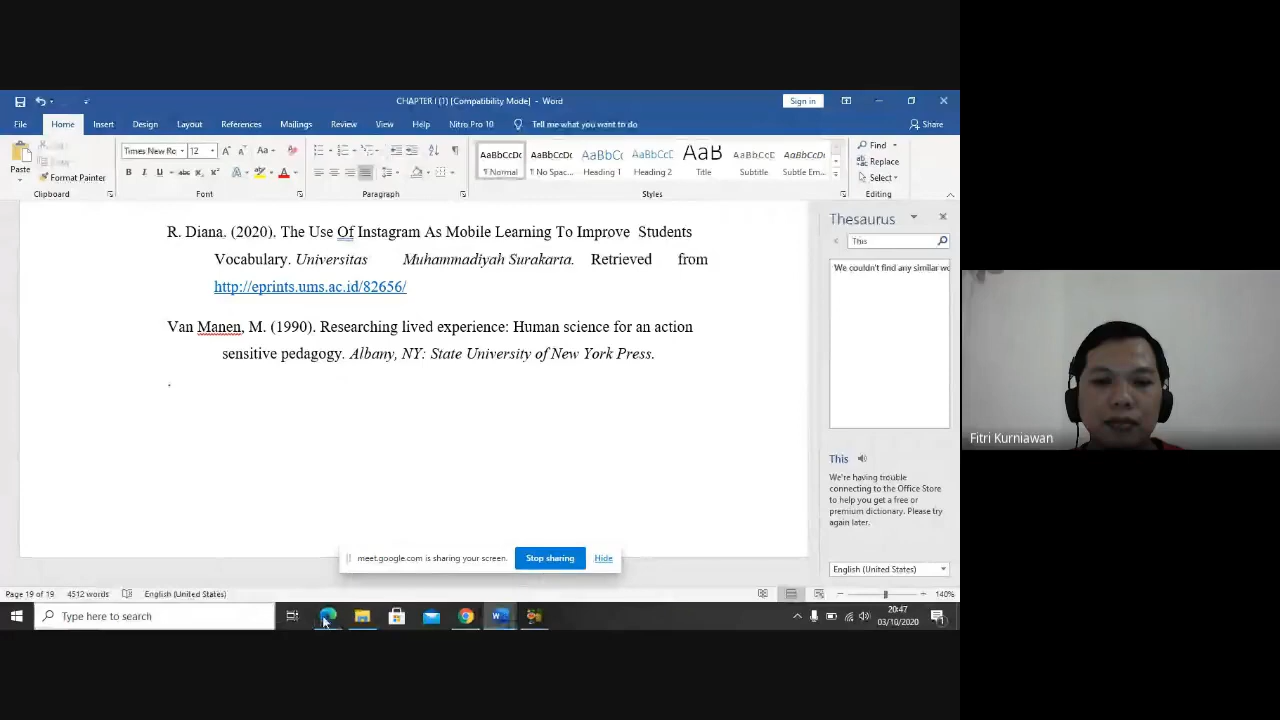 CHAPTER I (1) [Compatibility Mode] - Word
Sign in
File Home Insert Design Layout References Mailings Review View Help Nitro Pro 10 Tell me what you want to do Share
Paste
Format Painter
Clipboard
Times New Ro 12
Font
Paragraph
AaBbCcDc AaBbCcDc AaBbC( AaBbCcC AaB AaBbCcC AaBbCcDc
¶ Normal ¶ No Spac... Heading 1 Heading 2 Title Subtitle Subtle Em...
Styles
Find
Replace
Select
Editing
R. Diana. (2020). The Use Of Instagram As Mobile Learning To Improve Students
Vocabulary. Universitas Muhammadiyah Surakarta. Retrieved from
http://eprints.ums.ac.id/82656/
Van Manen, M. (1990). Researching lived experience: Human science for an action
sensitive pedagogy. Albany, NY: State University of New York Press.
.
Thesaurus
This
We couldn't find any similar wo
This
We're having trouble
connecting to the Office Store
to help you get a free or
premium dictionary. Please try
again later.
English (United States)
meet.google.com is sharing your screen. Stop sharing Hide
Page 19 of 19 4512 words English (United States) 140%
Type here to search
20:47
03/10/2020
Fitri Kurniawan